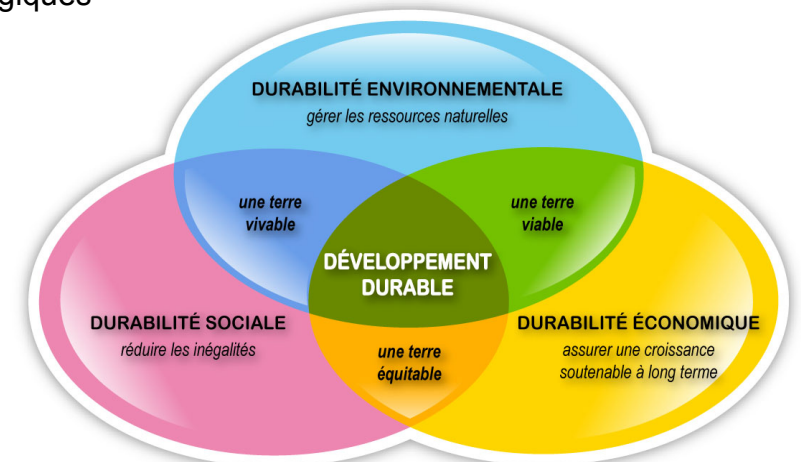 giques
DURABILITÉ ENVIRONNEMENTALE
gérer les ressources naturelles
une terre
vivable
une terre
viable
DÉVELOPPEMENT
DURABLE
DURABILITÉ SOCIALE
réduire les inégalités
une terre
équitable
DURABILITÉ ÉCONOMIQUE
assurer une croissance
soutenable à long terme